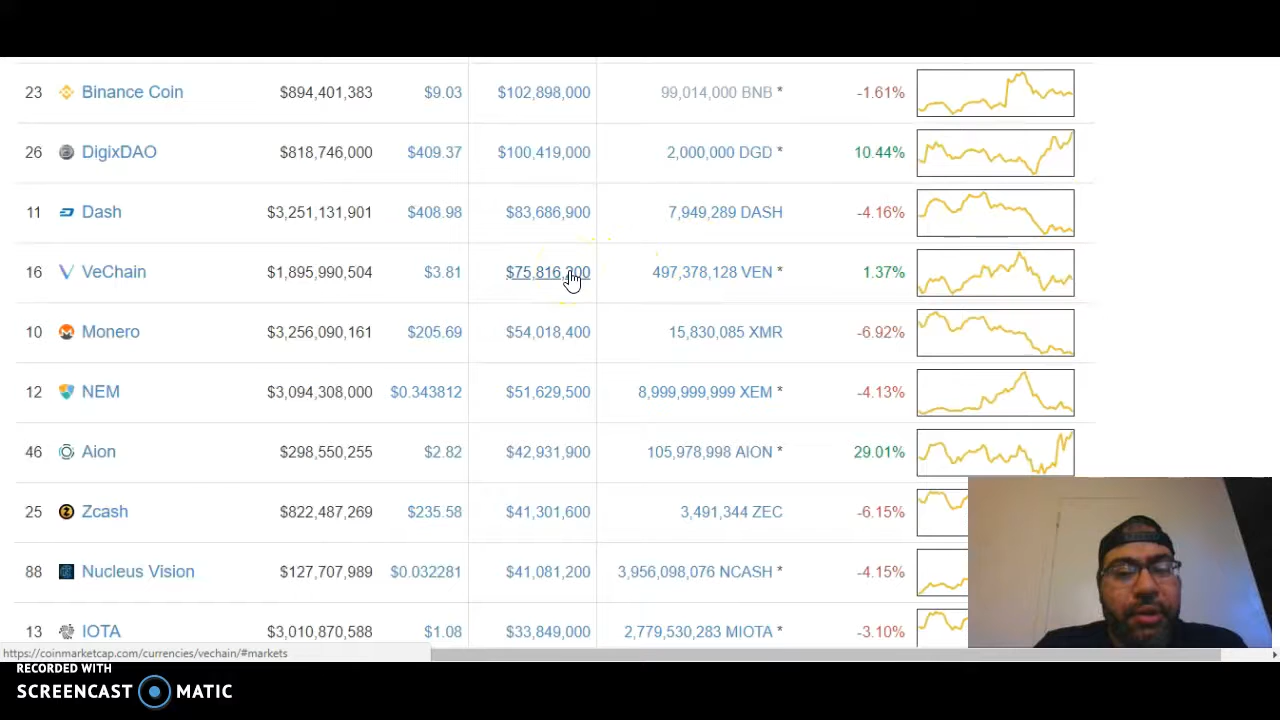 23 Binance Coin $894,401,383 $9.03 $102,898,000 99,014,000 BNB * -1.61%
26 DigixDAO $818,746,000 $409.37 $100,419,000 2,000,000 DGD * 10.44%
11 Dash $3,251,131,901 $408.98 $83,686,900 7,949,289 DASH -4.16%
16 VeChain $1,895,990,504 $3.81 $75,816,300 497,378,128 VEN * 1.37%
10 Monero $3,256,090,161 $205.69 $54,018,400 15,830,085 XMR -6.92%
12 NEM $3,094,308,000 $0.343812 $51,629,500 8,999,999,999 XEM * -4.13%
46 Aion $298,550,255 $2.82 $42,931,900 105,978,998 AION * 29.01%
25 Zcash $822,487,269 $235.58 $41,301,600 3,491,344 ZEC -6.15%
88 Nucleus Vision $127,707,989 $0.032281 $41,081,200 3,956,098,076 NCASH * -4.15%
13 IOTA $3,010,870,588 $1.08 $33,849,000 2,779,530,283 MIOTA * -3.10%
https://coinmarketcap.com/currencies/vechain/#markets
RECORDED WITH
SCREENCAST MATIC